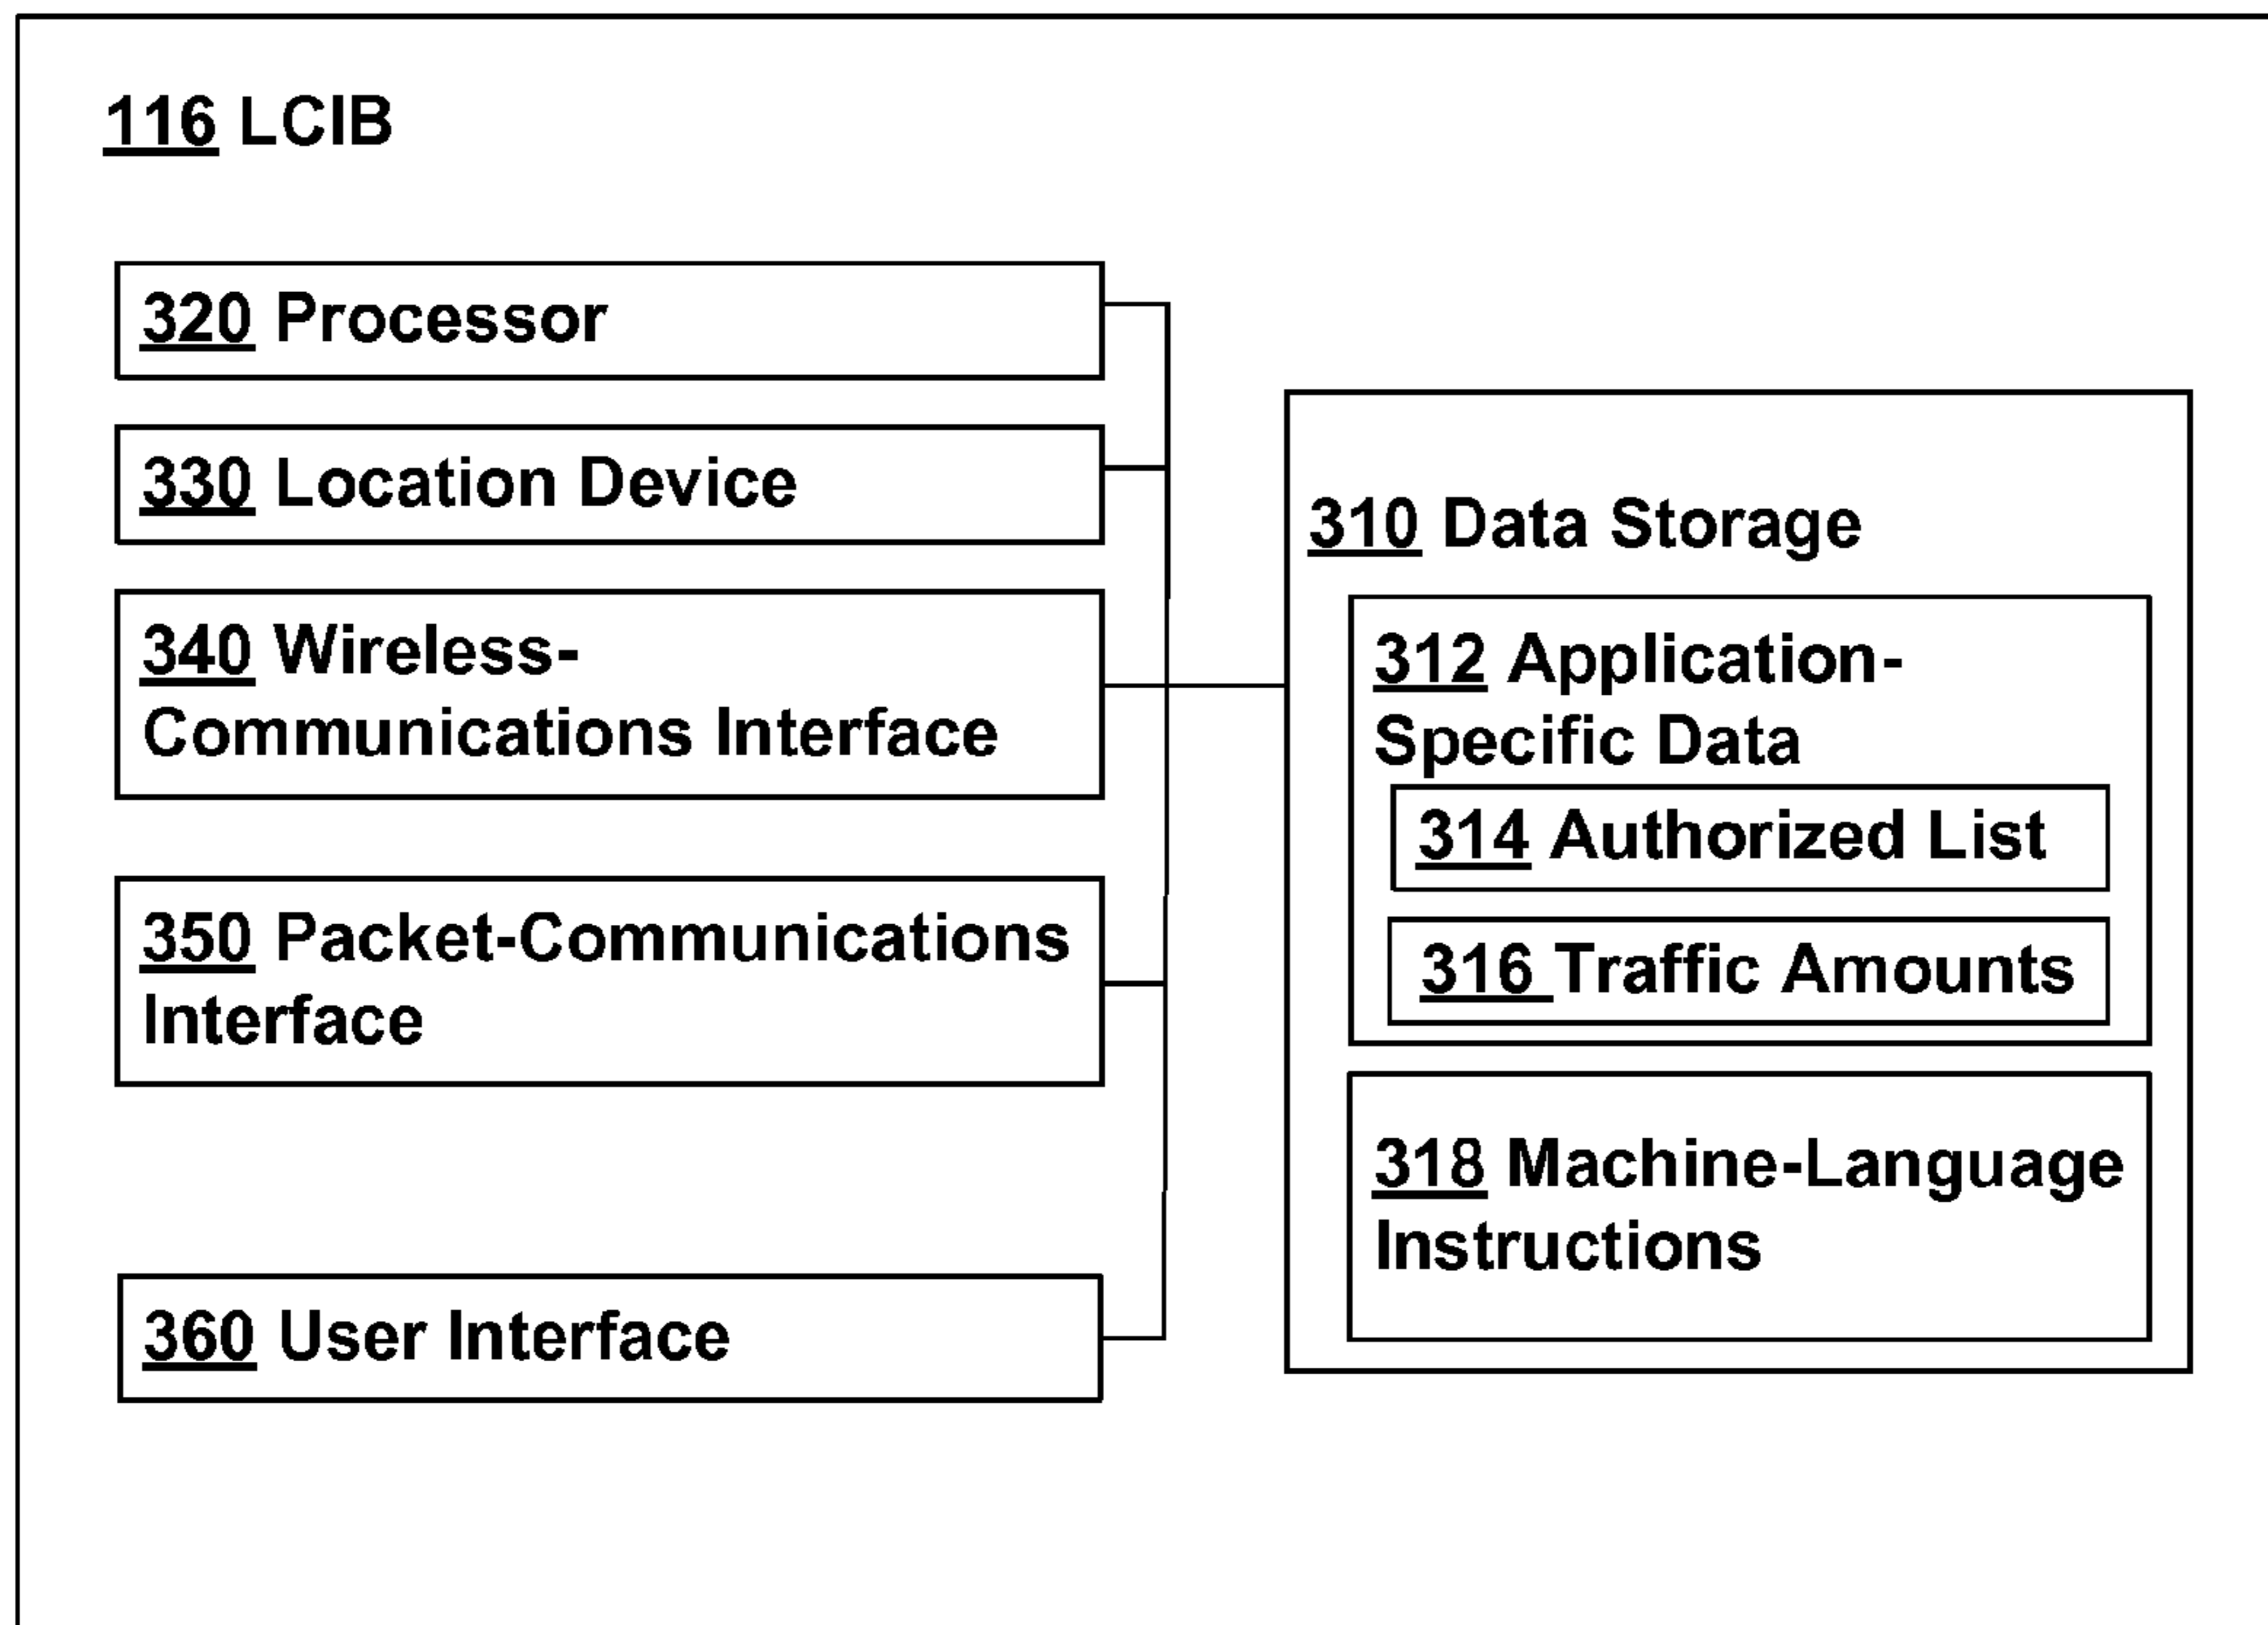 116 LCIB
320 Processor
330 Location Device
340 Wireless-
Communications Interface
350 Packet-Communications
Interface
360 User Interface
310 Data Storage
312 Application-
Specific Data
314 Authorized List
316 Traffic Amounts
318 Machine-Language
Instructions